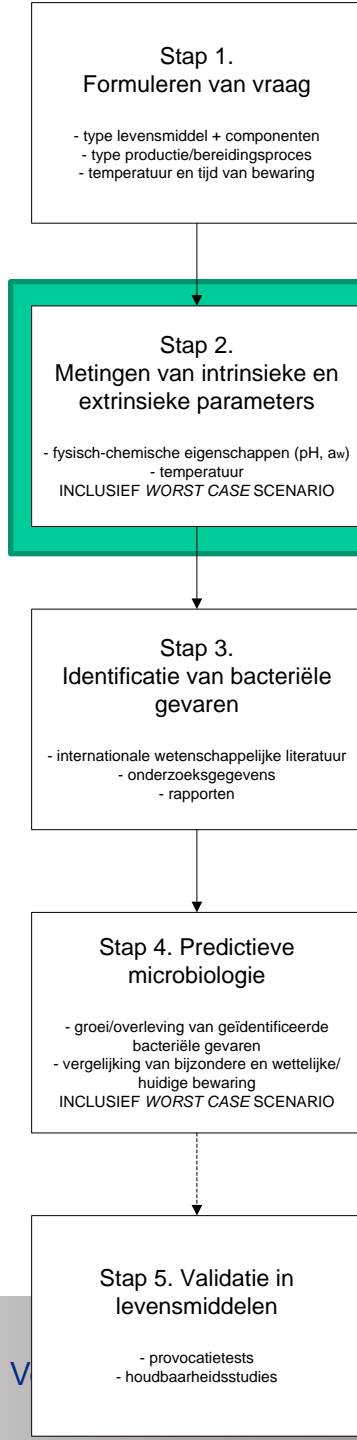 Stap 1.
Formuleren van vraag
- type levensmiddel + componenten
- type productie/bereidingsproces
- temperatuur en tijd van bewaring
Stap 2.
Metingen van intrinsieke en
extrinsieke parameters
- fysisch-chemische eigenschappen (pH, aw)
- temperatuur
INCLUSIEF WORST CASE SCENARIO
Stap 3.
Identificatie van bacteriële
gevaren
- internationale wetenschappelijke literatuur
- onderzoeksgegevens
- rapporten
Stap 4. Predictieve
microbiologie
- groei/overleving van geïdentificeerde
bacteriële gevaren
- vergelijking van bijzondere en wettelijke/
huidige bewaring
INCLUSIEF WORST CASE SCENARIO
Stap 5. Validatie in
levensmiddelen
- provocatietests
- houdbaarheidsstudies